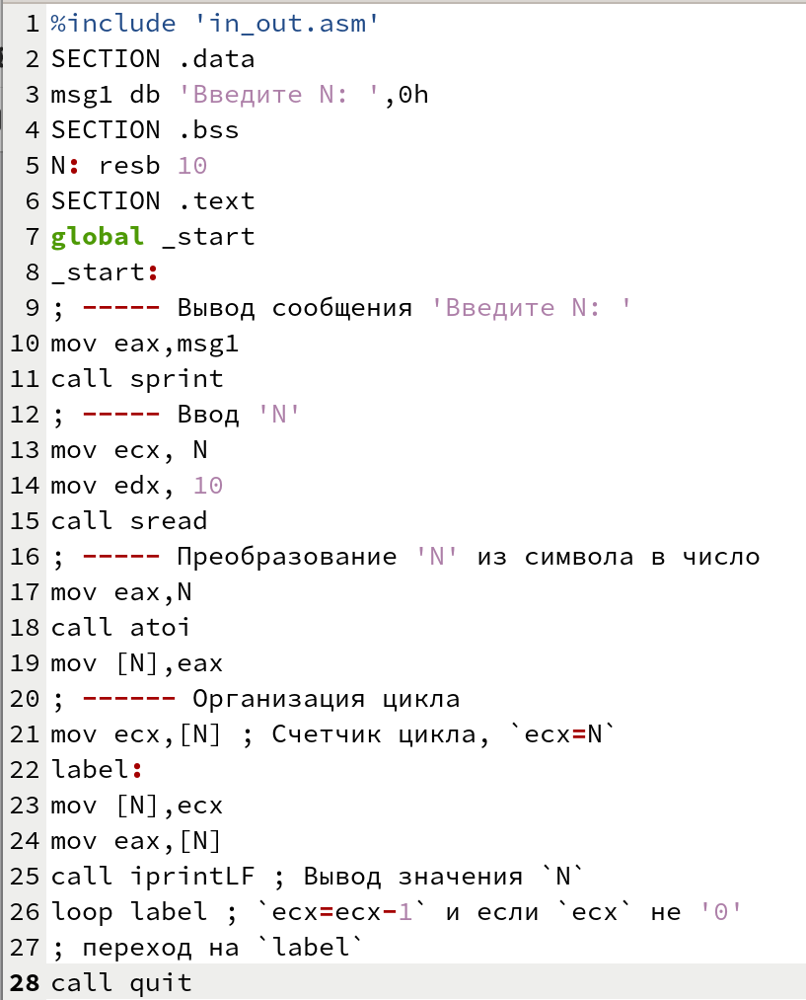 1 %include 'in_out.asm'
2 SECTION .data
3 msg1 db 'Введите N: ',0h
4 SECTION .bss
5 N: resb 10
6 SECTION .text
7 global _start
8 _start:
9 ; ----- Вывод сообщения 'Введите N: '
10 mov eax,msg1
11 call sprint
12 ; ----- Ввод 'N'
13 mov ecx, N
14 mov edx, 10
15 call sread
16 ; ----- Преобразование 'N' из символа в число
17 mov eax,N
18 call atoi
19 mov [N],eax
20 ; ------ Организация цикла
21 mov ecx,[N] ; Счетчик цикла, `ecx=N`
22 label:
23 mov [N],ecx
24 mov eax,[N]
25 call iprintLF ; Вывод значения `N`
26 loop label ; `ecx=ecx-1` и если `ecx` не '0'
27 ; переход на `label`
28 call quit